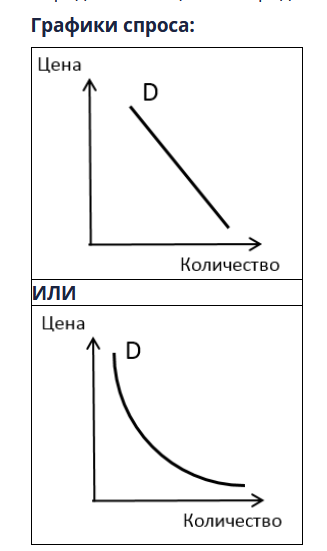 Графики спроса:
Цена
D
Количество
ИЛИ
Цена
D
Количество